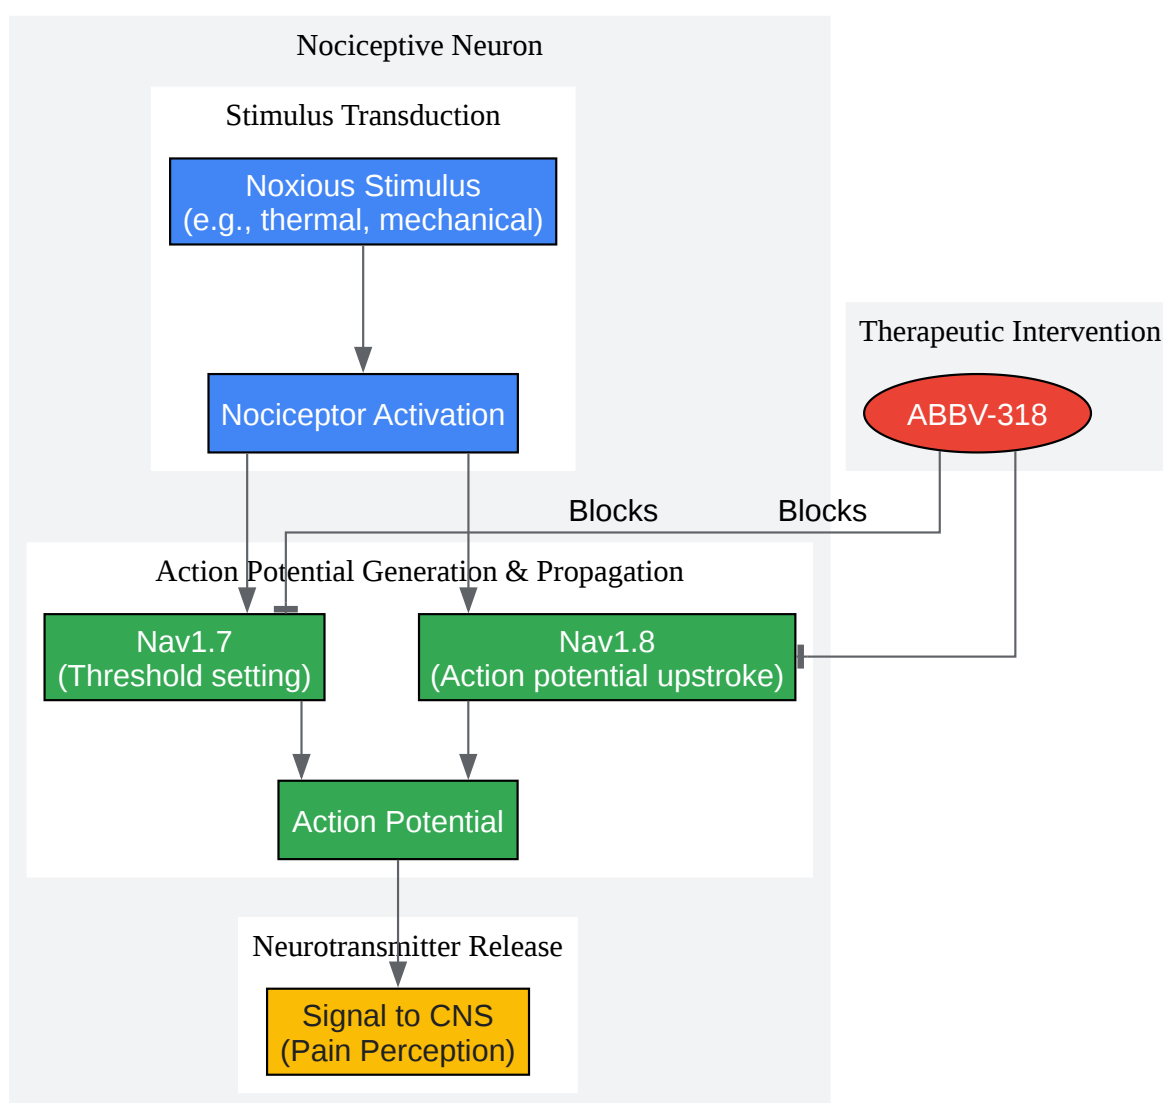 Nociceptive Neuron
Stimulus Transduction
Noxious Stimulus
(e.g., thermal, mechanical)
Therapeutic Intervention
Nociceptor Activation
ABBV-318
Blocks
Blocks
Action Potential Generation & Propagation
Nav1.7
(Threshold setting)
Nav1.8
(Action potential upstroke)
Action Potential
Neurotransmitter Release
Signal to CNS
(Pain Perception)